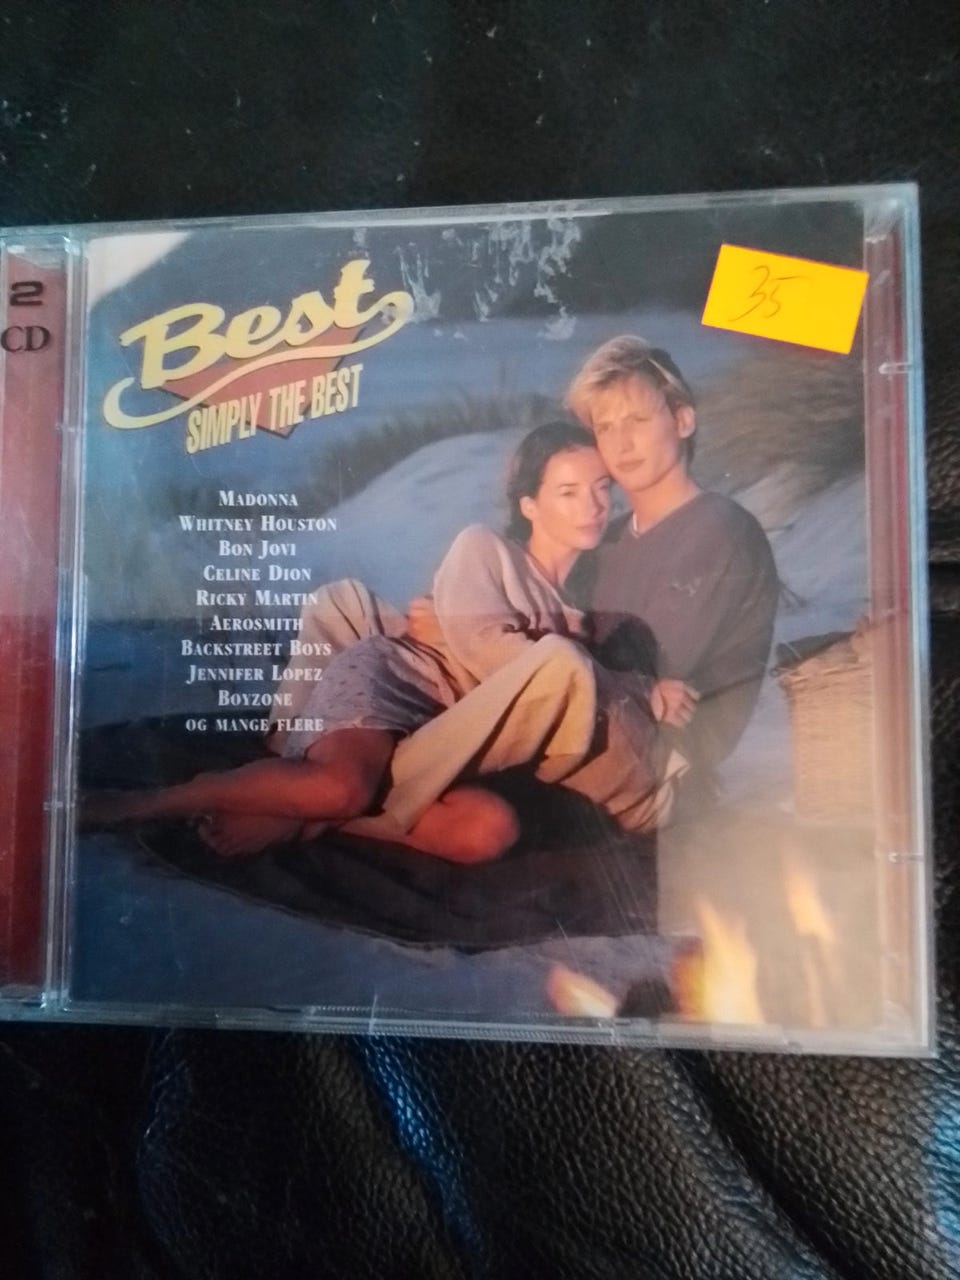 2
CD
Best
SIMPLY THE BEST
35
MADONNA
WHITNEY HOUSTON
BON JOVI
CELINE DION
RICKY MARTIN
AEROSMITH
BACKSTREET BOYS
JENNIFER LOPEZ
BOYZONE
OG MANGE FLERE